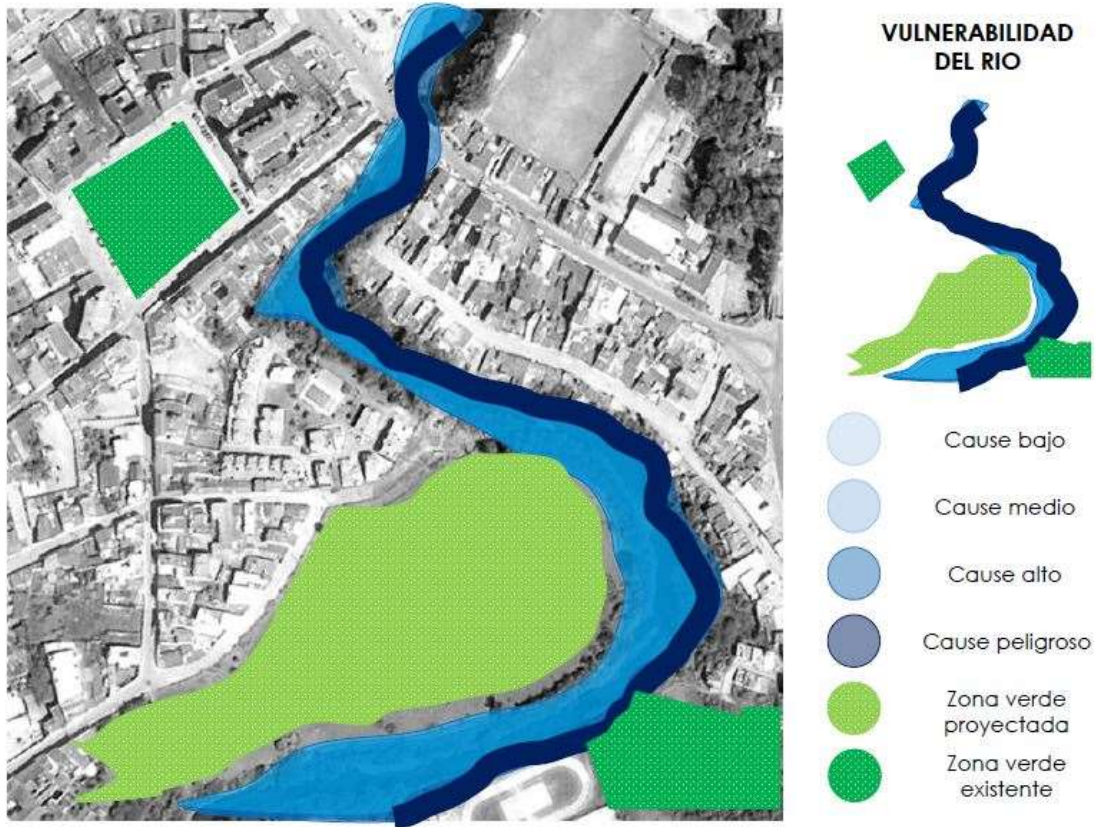 VULNERABILIDAD
DEL RIO
Cause bajo
Cause medio
Cause alto
Cause peligroso
Zona verde
proyectada
Zona verde
existente